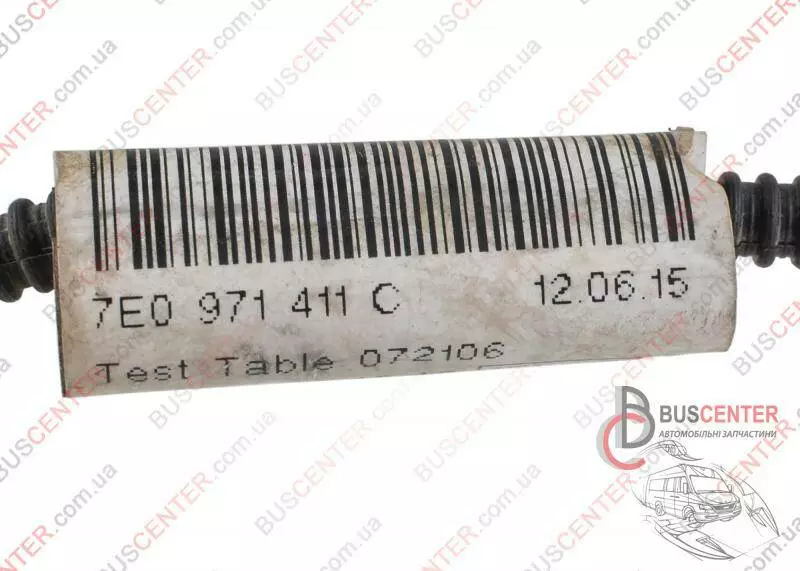 7E0 971 411 C 12.06.15
Test Table 072106
BUSCENTER
АВТОМОБІЛЬНІ ЗАПЧАСТИНИ
BUSCENTER.com.ua